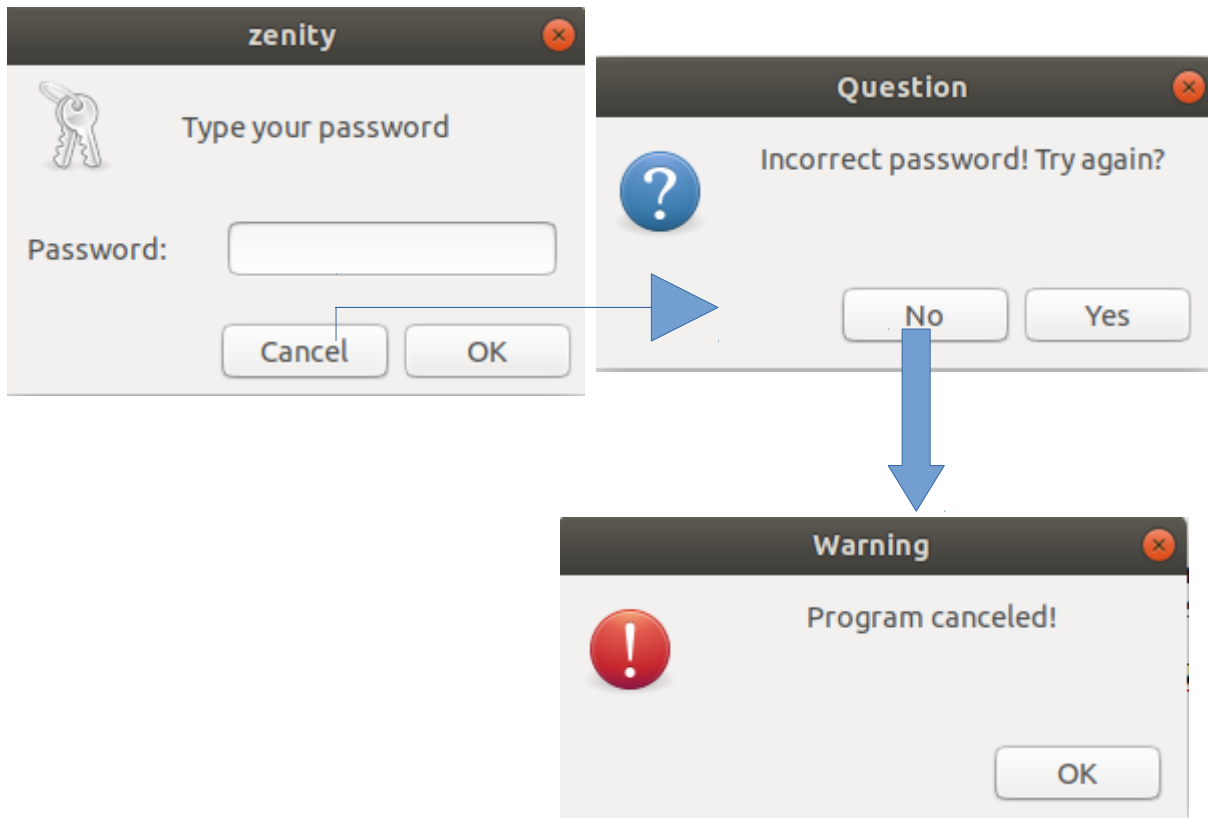 zenity
Type your password
Password:
Cancel
OK
Question
Incorrect password! Try again?
No
Yes
Warning
Program canceled!
OK